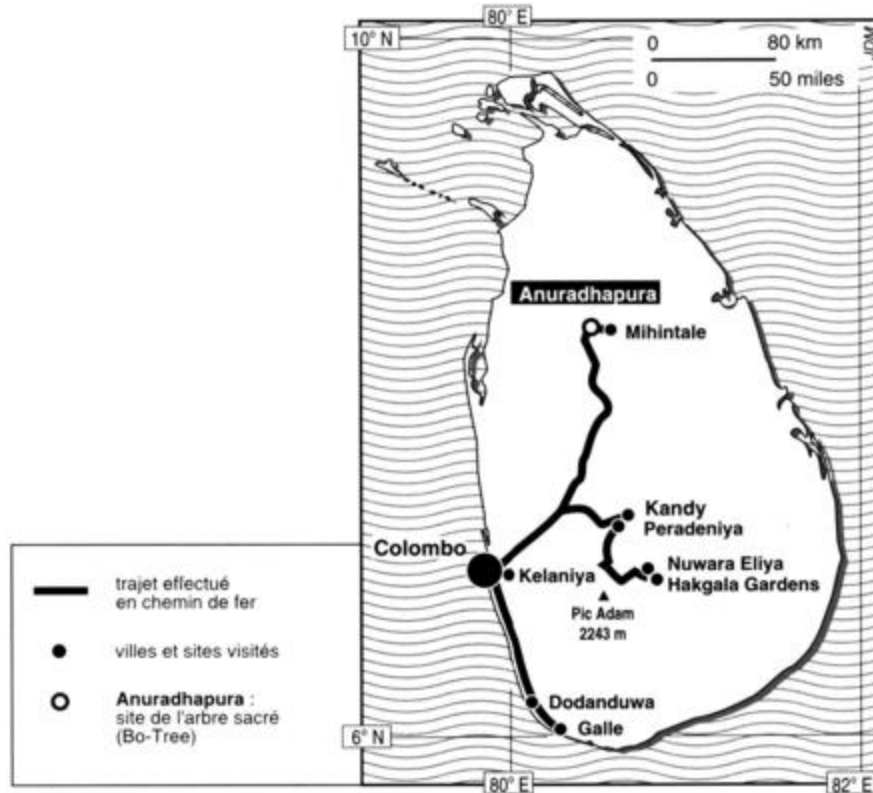 80° E
10° N
0 80 km
0 50 miles
JDM
Anuradhapura
Mihintale
Kandy
Peradeniya
Colombo
Kelaniya
Nuwara Eliya
Hakgala Gardens
Pic Adam
2243 m
Dodanduwa
Galle
6° N
80° E
82° E
trajet effectué
en chemin de fer
villes et sites visités
Anuradhapura :
site de l'arbre sacré
(Bo-Tree)